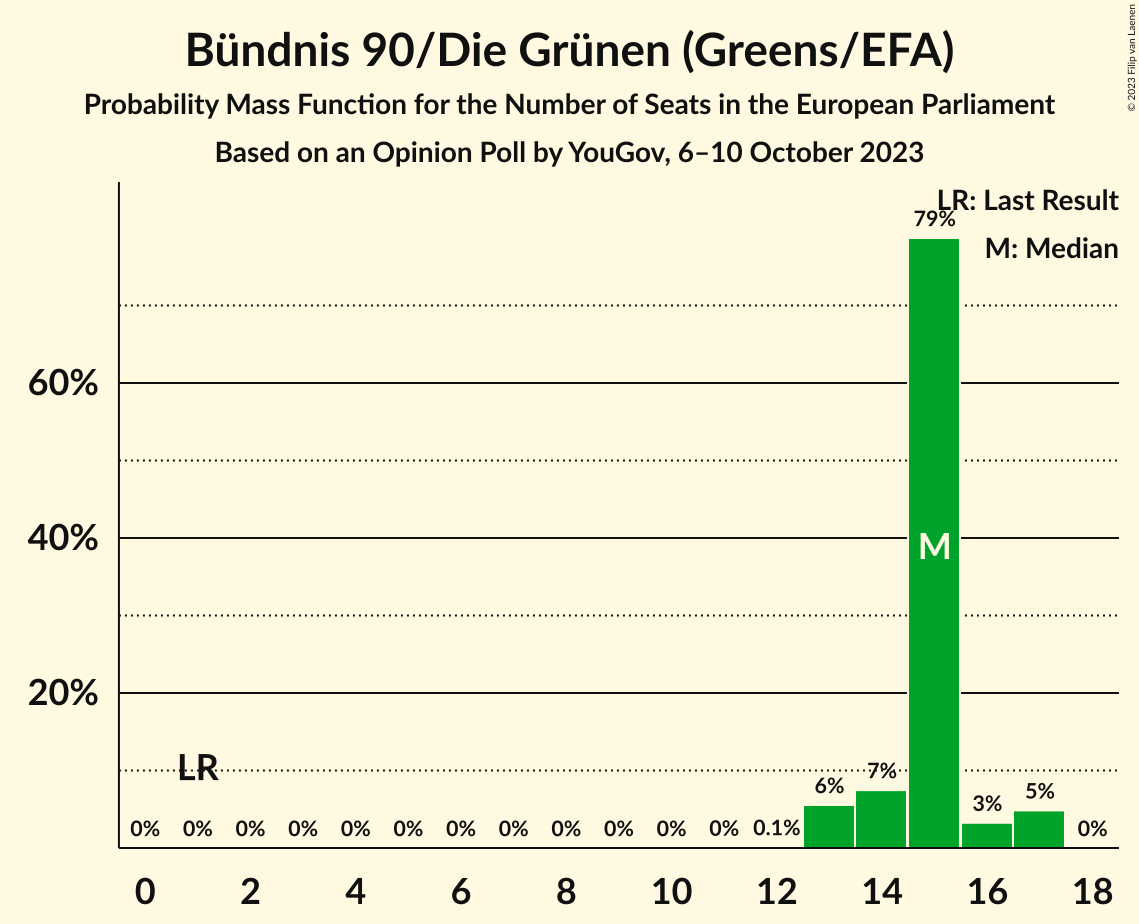 Bündnis 90/Die Grünen (Greens/EFA)
Probability Mass Function for the Number of Seats in the European Parliament
Based on an Opinion Poll by YouGov, 6–10 October 2023
© 2023 Filip van Laenen
LR: Last Result
M: Median
79%
60%
40%
M
20%
LR
0% 0% 0% 0% 0% 0% 0% 0% 0% 0% 0% 0% 0.1% 6% 7% 3% 5% 0%
0 2 4 6 8 10 12 14 16 18